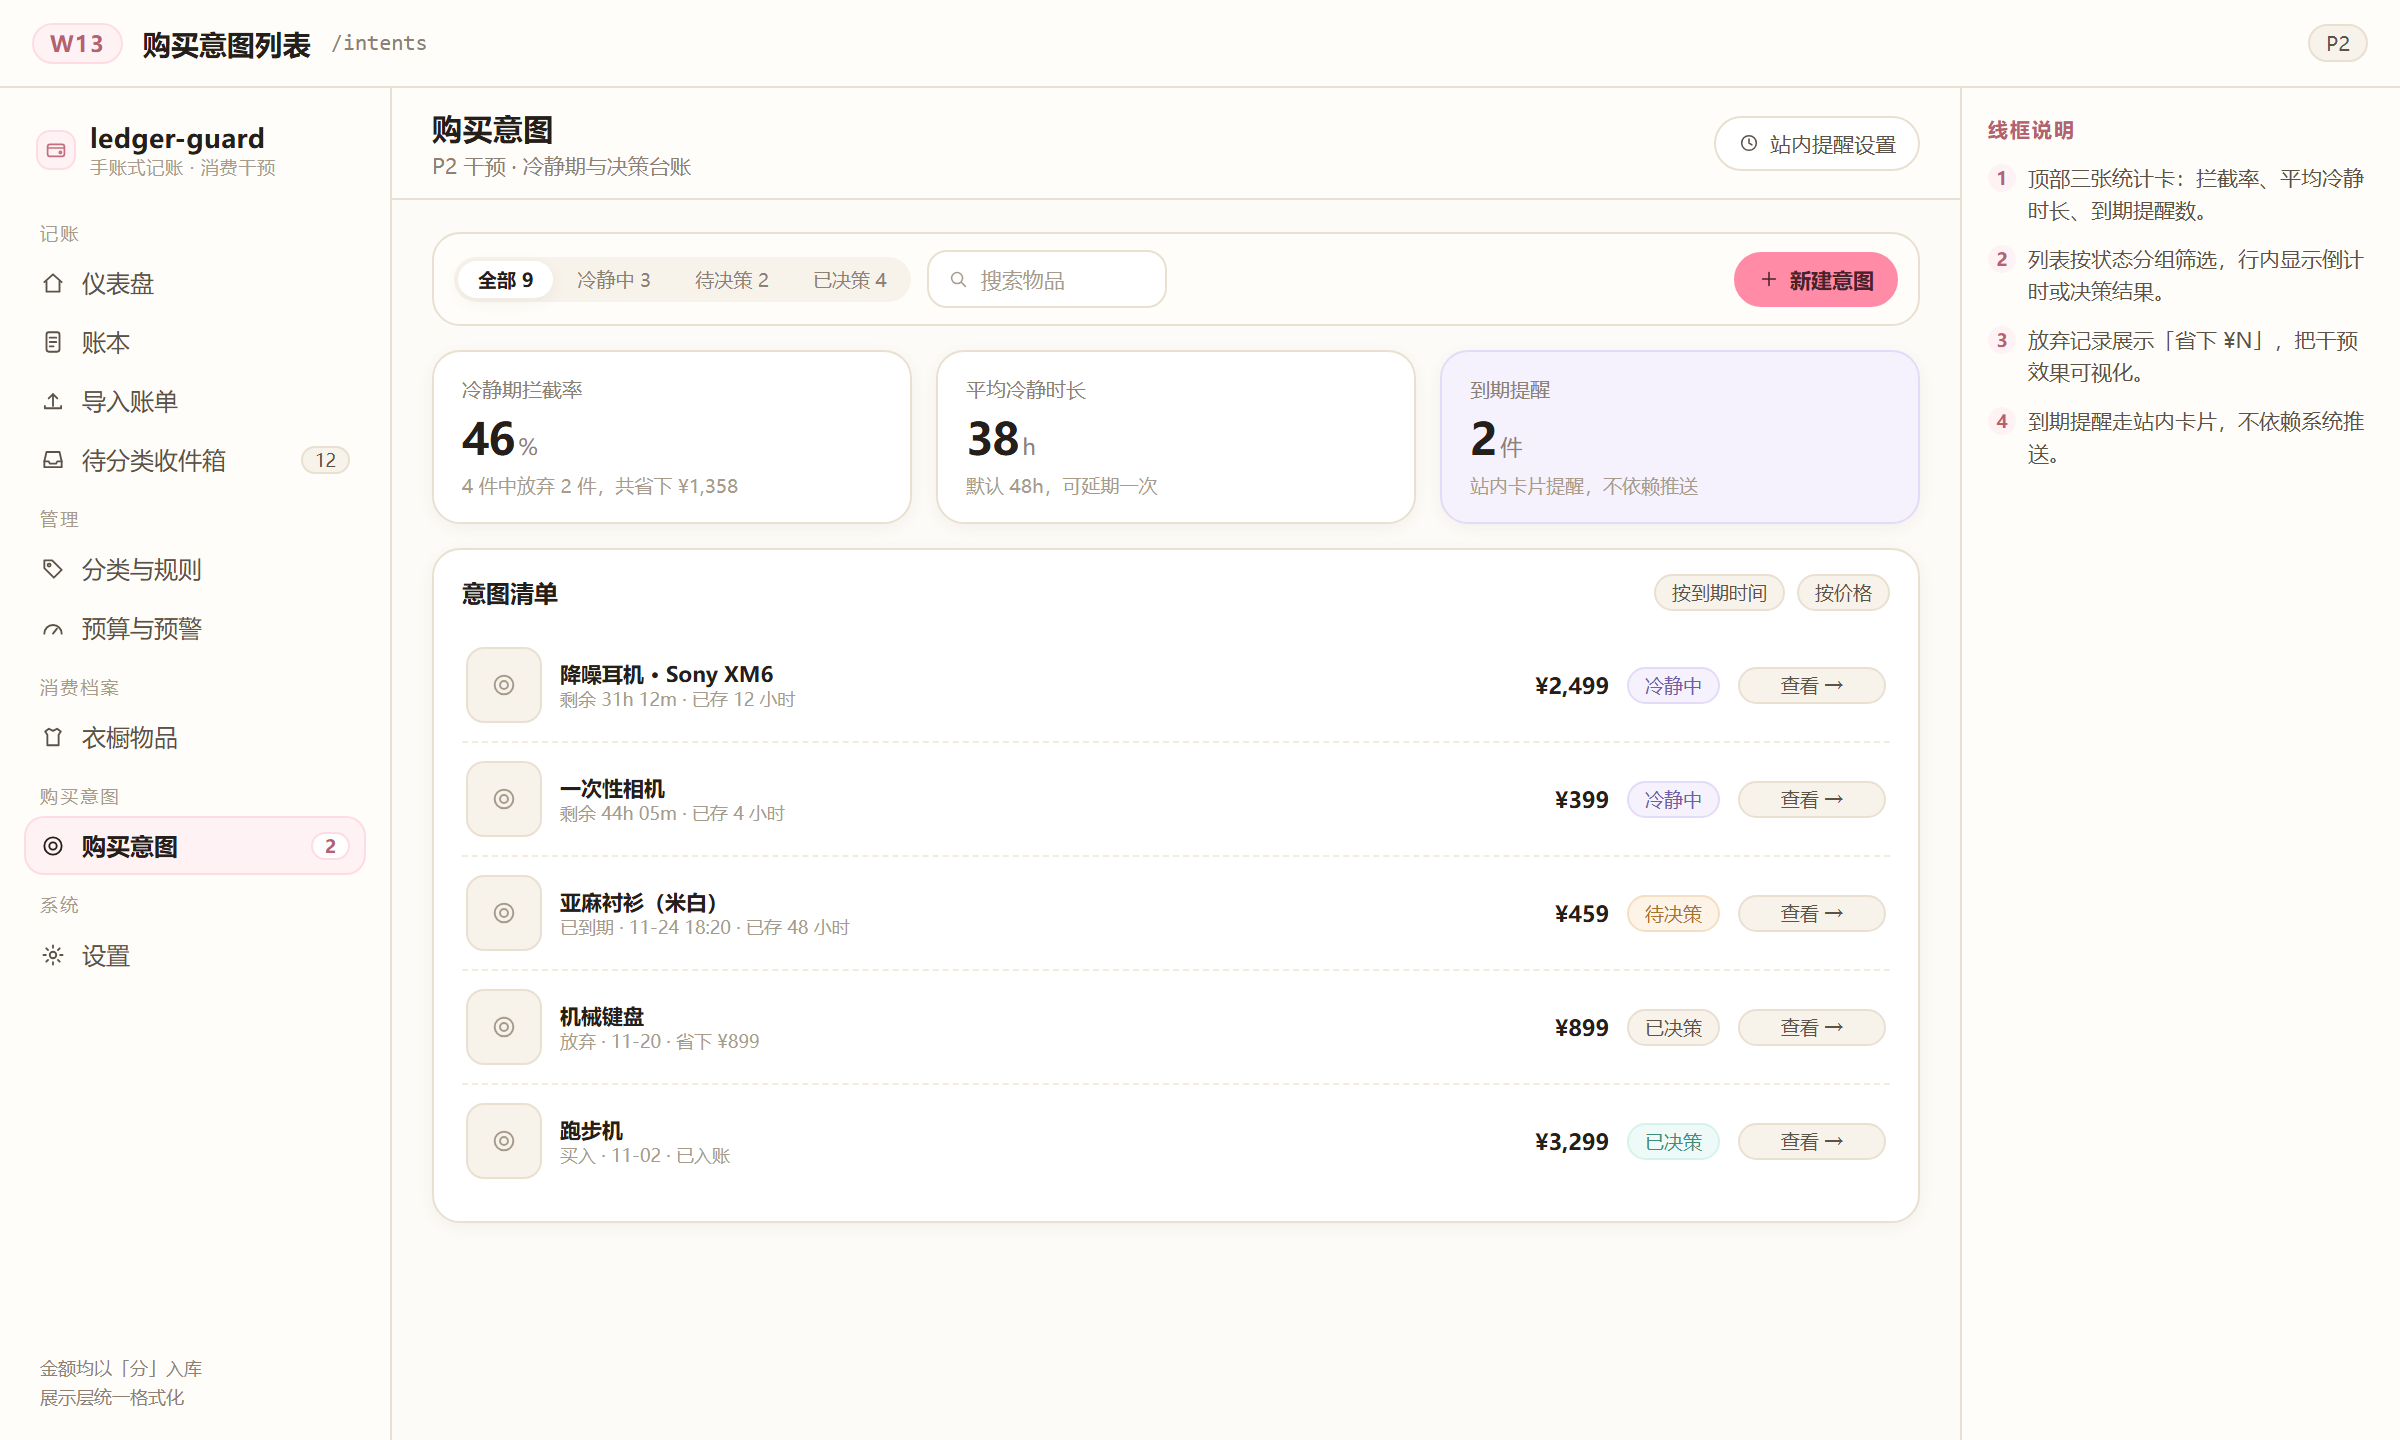 W13 购买意图列表 /intents
P2
ledger-guard
手账式记账 · 消费干预
记账
仪表盘
账本
导入账单
待分类收件箱 12
管理
分类与规则
预算与预警
消费档案
衣橱物品
购买意图
购买意图 2
系统
设置
金额均以「分」入库
展示层统一格式化
购买意图
P2 干预 · 冷静期与决策台账
站内提醒设置
全部 9 冷静中 3 待决策 2 已决策 4 搜索物品
+ 新建意图
冷静期拦截率
46%
4 件中放弃 2 件，共省下 ¥1,358
平均冷静时长
38h
默认 48h，可延期一次
到期提醒
2件
站内卡片提醒，不依赖推送
意图清单
按到期时间 按价格
降噪耳机 · Sony XM6
剩余 31h 12m · 已存 12 小时
¥2,499 冷静中 查看 →
一次性相机
剩余 44h 05m · 已存 4 小时
¥399 冷静中 查看 →
亚麻衬衫（米白）
已到期 · 11-24 18:20 · 已存 48 小时
¥459 待决策 查看 →
机械键盘
放弃 · 11-20 · 省下 ¥899
¥899 已决策 查看 →
跑步机
买入 · 11-02 · 已入账
¥3,299 已决策 查看 →
线框说明
1 顶部三张统计卡：拦截率、平均冷静
时长、到期提醒数。
2 列表按状态分组筛选，行内显示倒计
时或决策结果。
3 放弃记录展示「省下 ¥N」，把干预
效果可视化。
4 到期提醒走站内卡片，不依赖系统推
送。